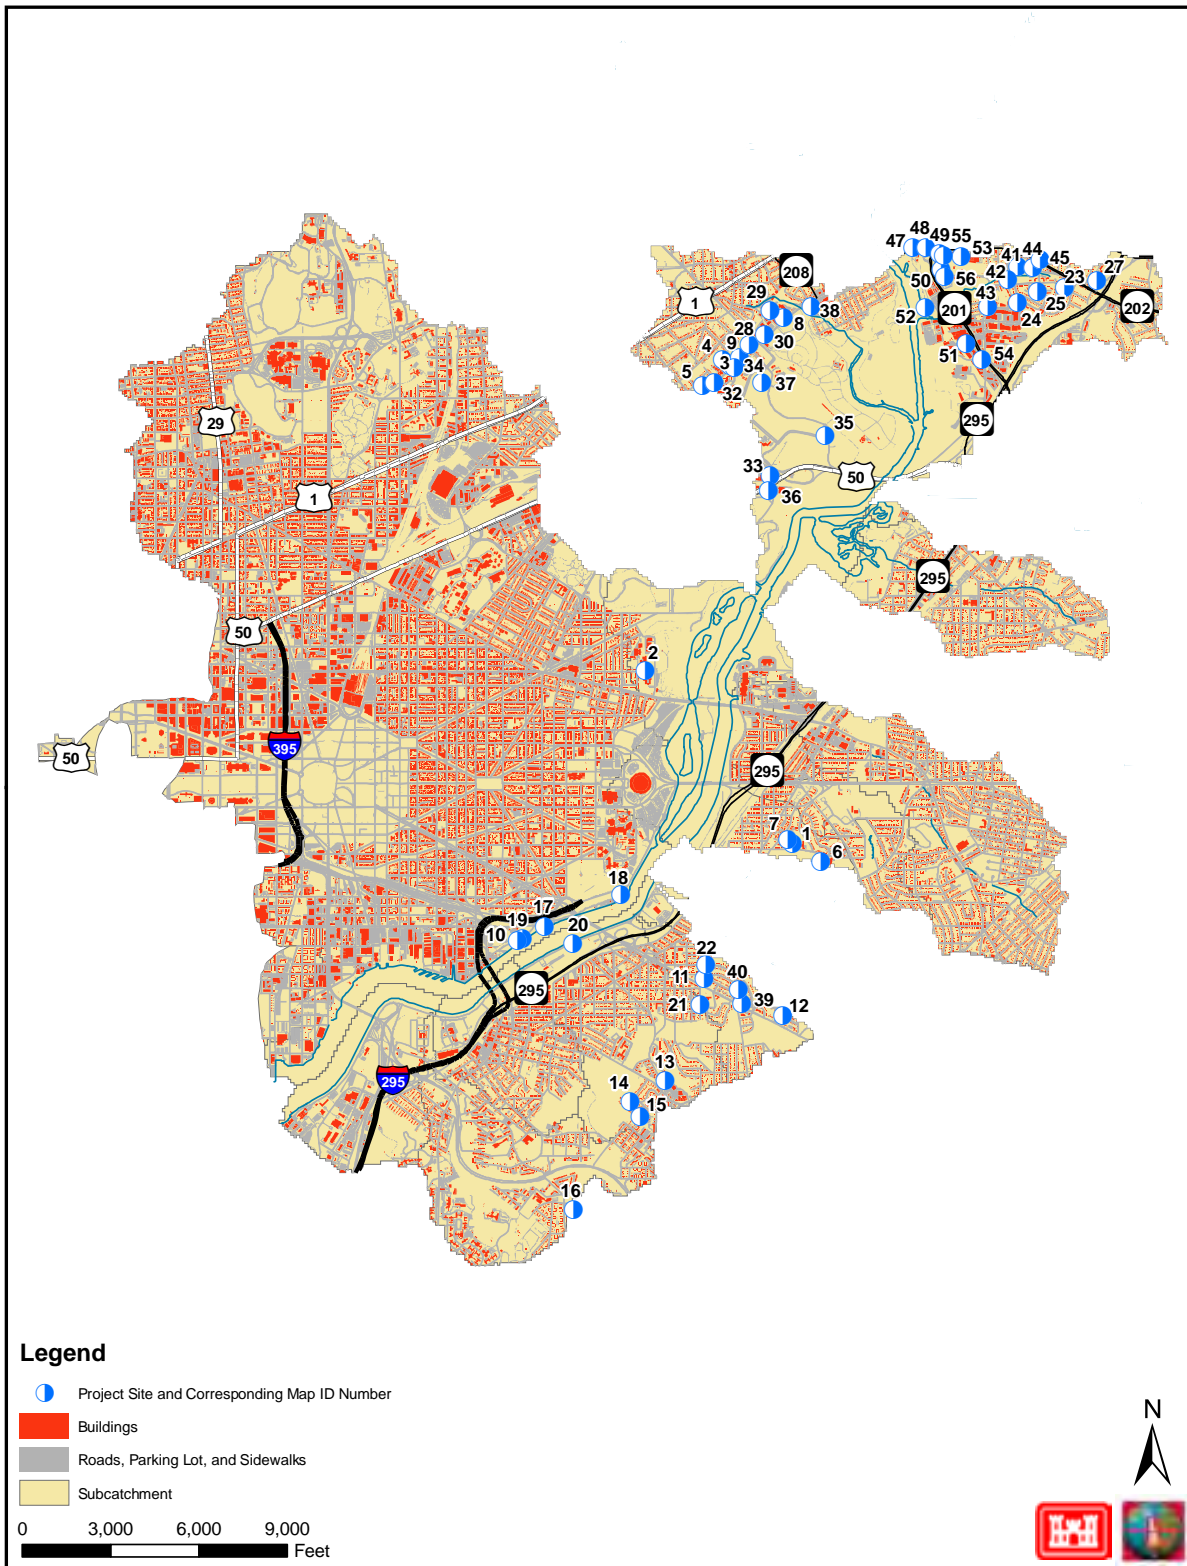 47 48 49 55 53 41 44 45 27
208 42 23
1 29 50 56 202
38 52 201 43 25
8 24
28 30
4 9 51 54
3 34
5 32 37
29 35 295
33 50
1 36
295
50
2
395
50 295
7 1 6
18
17
10 19 20
22
295 11 40
21 39 12
13
295 14
15
16
Legend
Project Site and Corresponding Map ID Number
Buildings
Roads, Parking Lot, and Sidewalks
Subcatchment
0 3,000 6,000 9,000
Feet
N